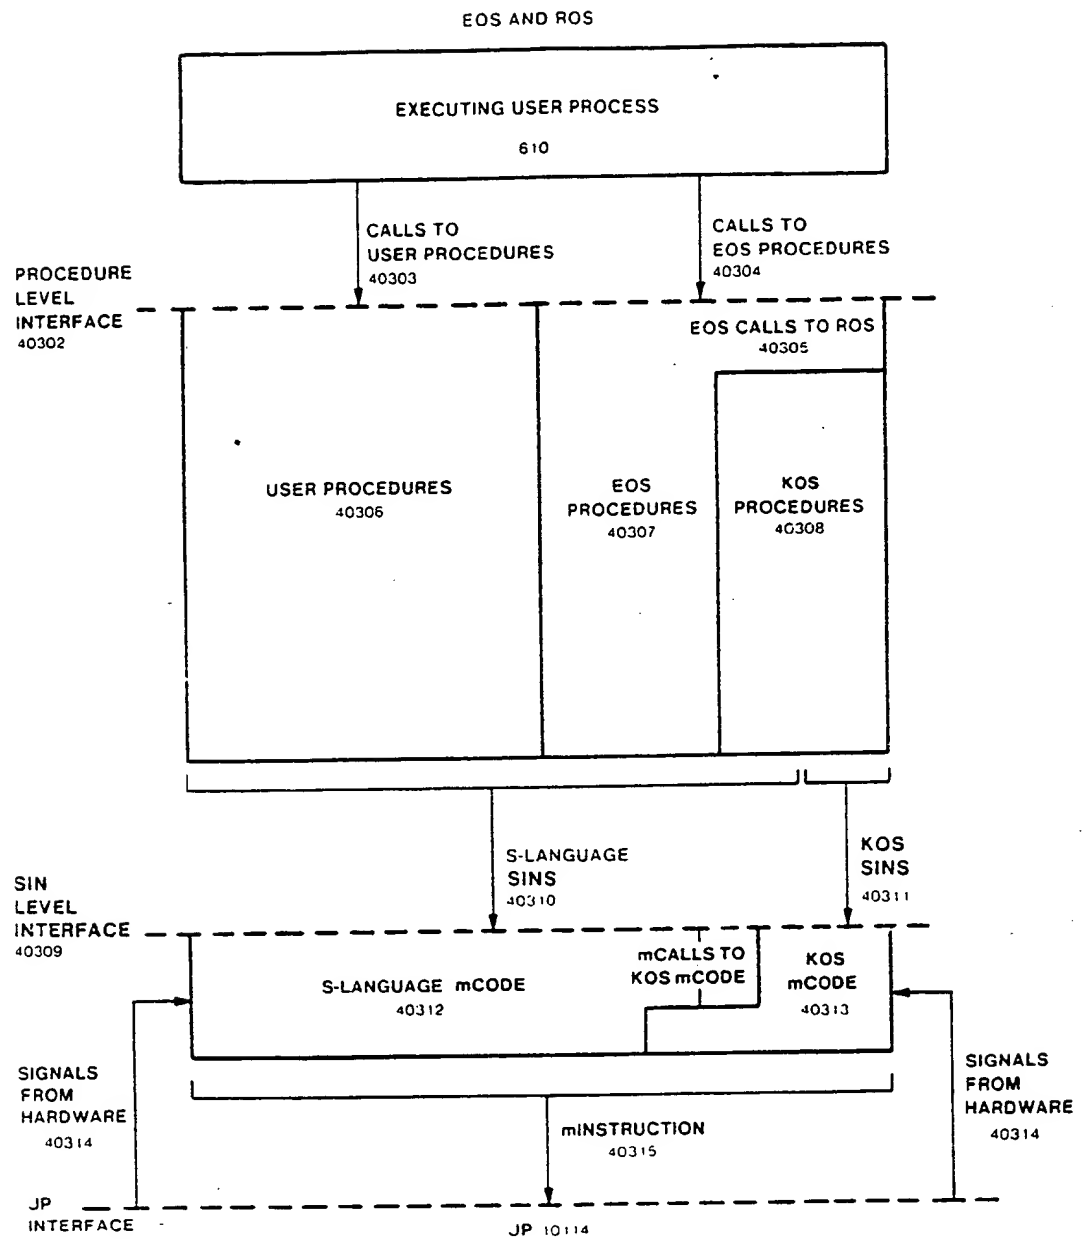 EOS AND ROS
EXECUTING USER PROCESS
610
CALLS TO
USER PROCEDURES
40303
CALLS TO
EOS PROCEDURES
40304
PROCEDURE
LEVEL
INTERFACE
40302
EOS CALLS TO ROS
40305
USER PROCEDURES
40306
EOS
PROCEDURES
40307
KOS
PROCEDURES
40308
S-LANGUAGE
SINS
40310
KOS
SINS
40311
SIN
LEVEL
INTERFACE
40309
S-LANGUAGE mCODE
40312
mCALLS TO
KOS mCODE
KOS
mCODE
40313
SIGNALS
FROM
HARDWARE
40314
SIGNALS
FROM
HARDWARE
40314
mINSTRUCTION
40315
JP
INTERFACE
JP 10114